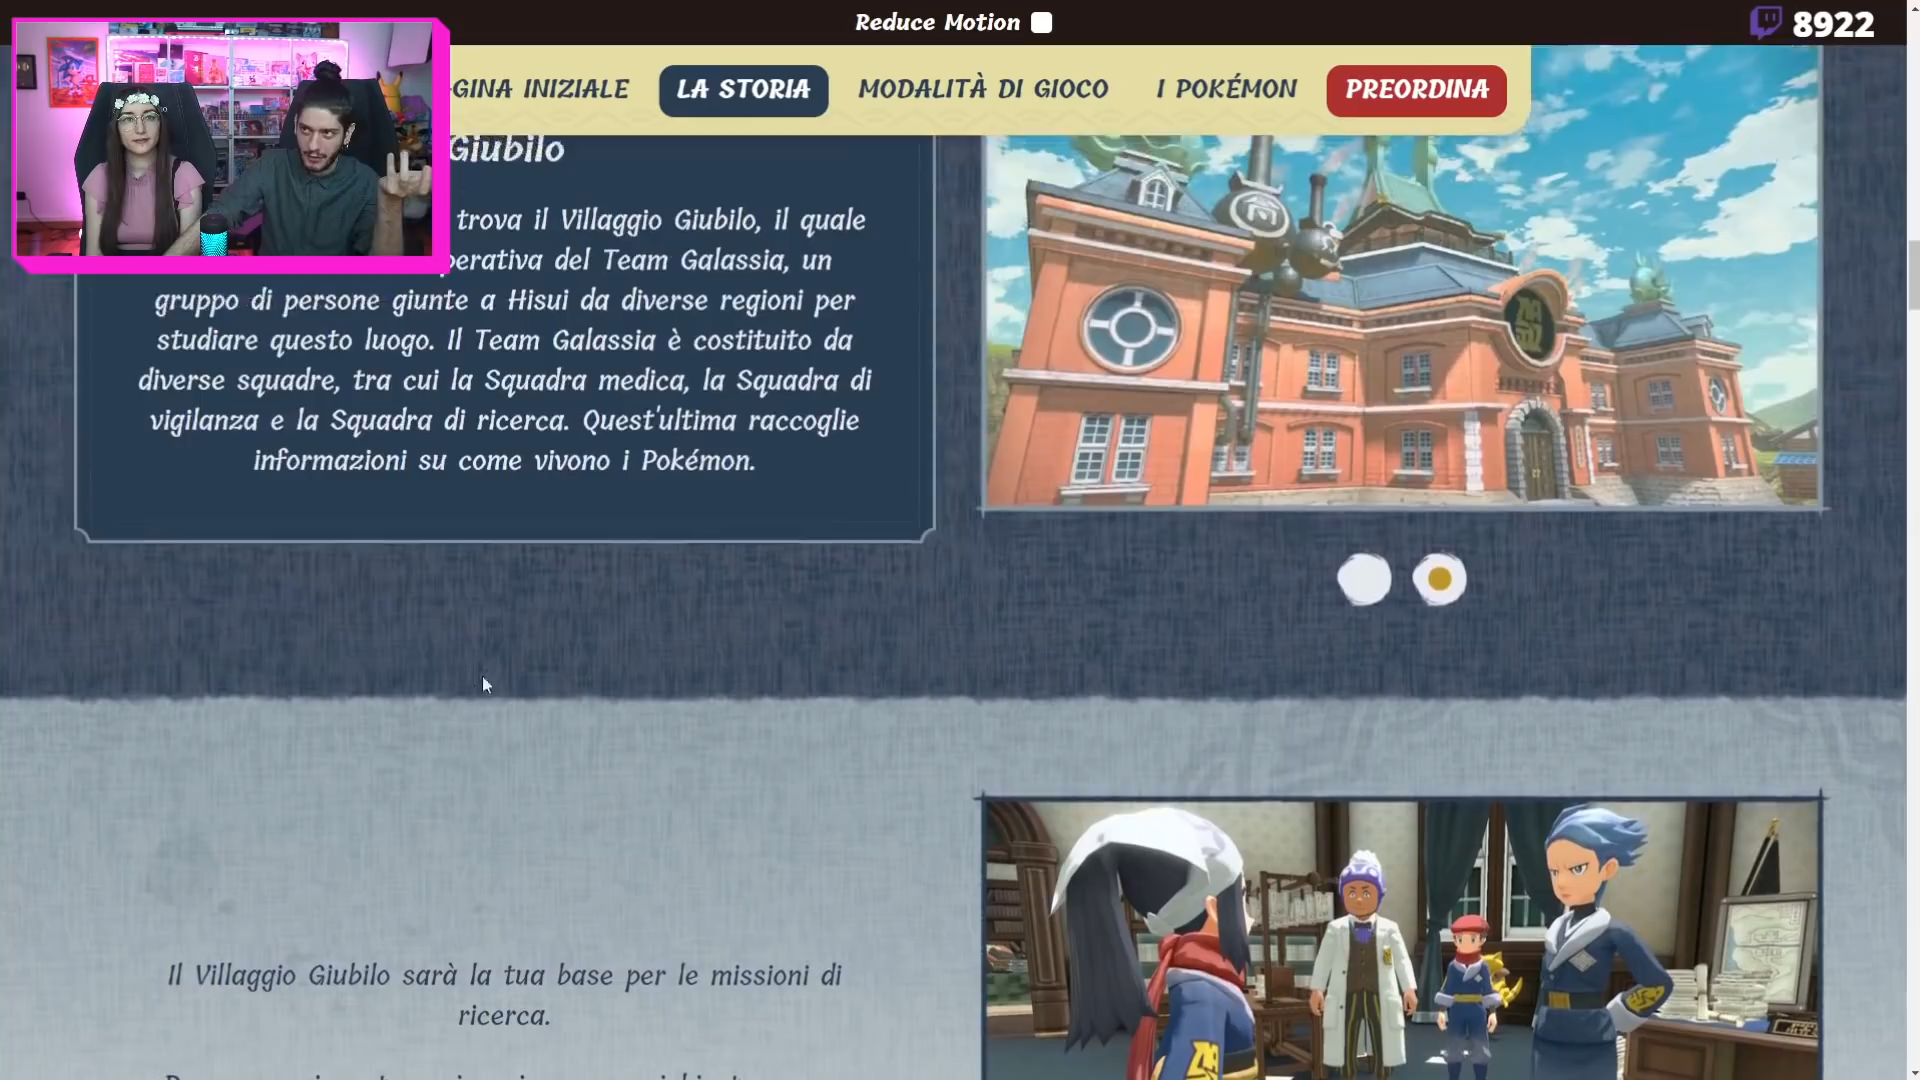 Reduce Motion
8922
GINA INIZIALE
LA STORIA
MODALITÀ DI GIOCO
I POKÉMON
PREORDINA
Giubilo
trova il Villaggio Giubilo, il quale
perativa del Team Galassia, un
gruppo di persone giunte a Hisui da diverse regioni per
studiare questo luogo. Il Team Galassia è costituito da
diverse squadre, tra cui la Squadra medica, la Squadra di
vigilanza e la Squadra di ricerca. Quest'ultima raccoglie
informazioni su come vivono i Pokémon.
Il Villaggio Giubilo sarà la tua base per le missioni di
ricerca.